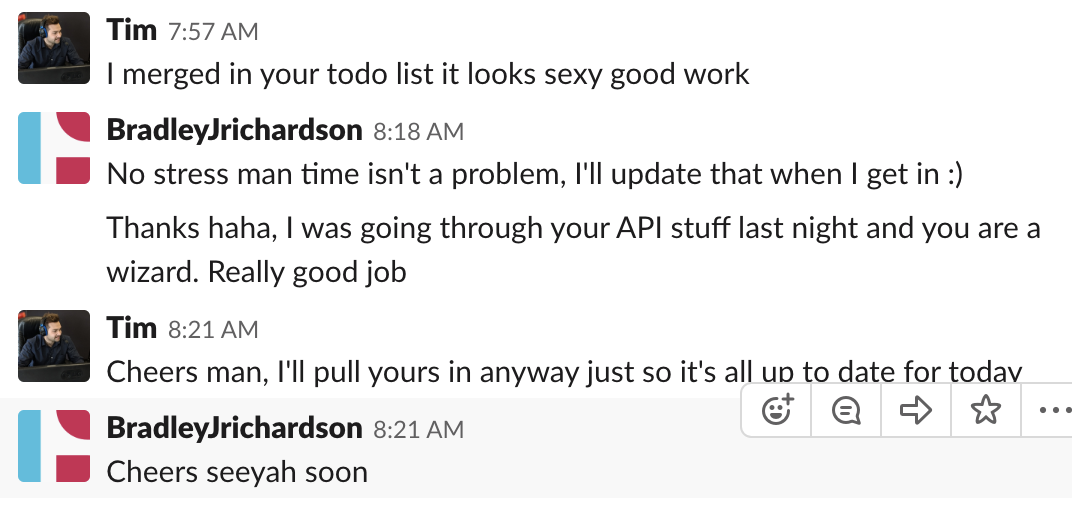 Tim 7:57 AM
I merged in your todo list it looks sexy good work
BradleyJrichardson 8:18 AM
No stress man time isn't a problem, I'll update that when I get in :)
Thanks haha, I was going through your API stuff last night and you are a
wizard. Really good job
Tim 8:21 AM
Cheers man, I'll pull yours in anyway just so it's all up to date for today
BradleyJrichardson 8:21 AM
Cheers seeyah soon